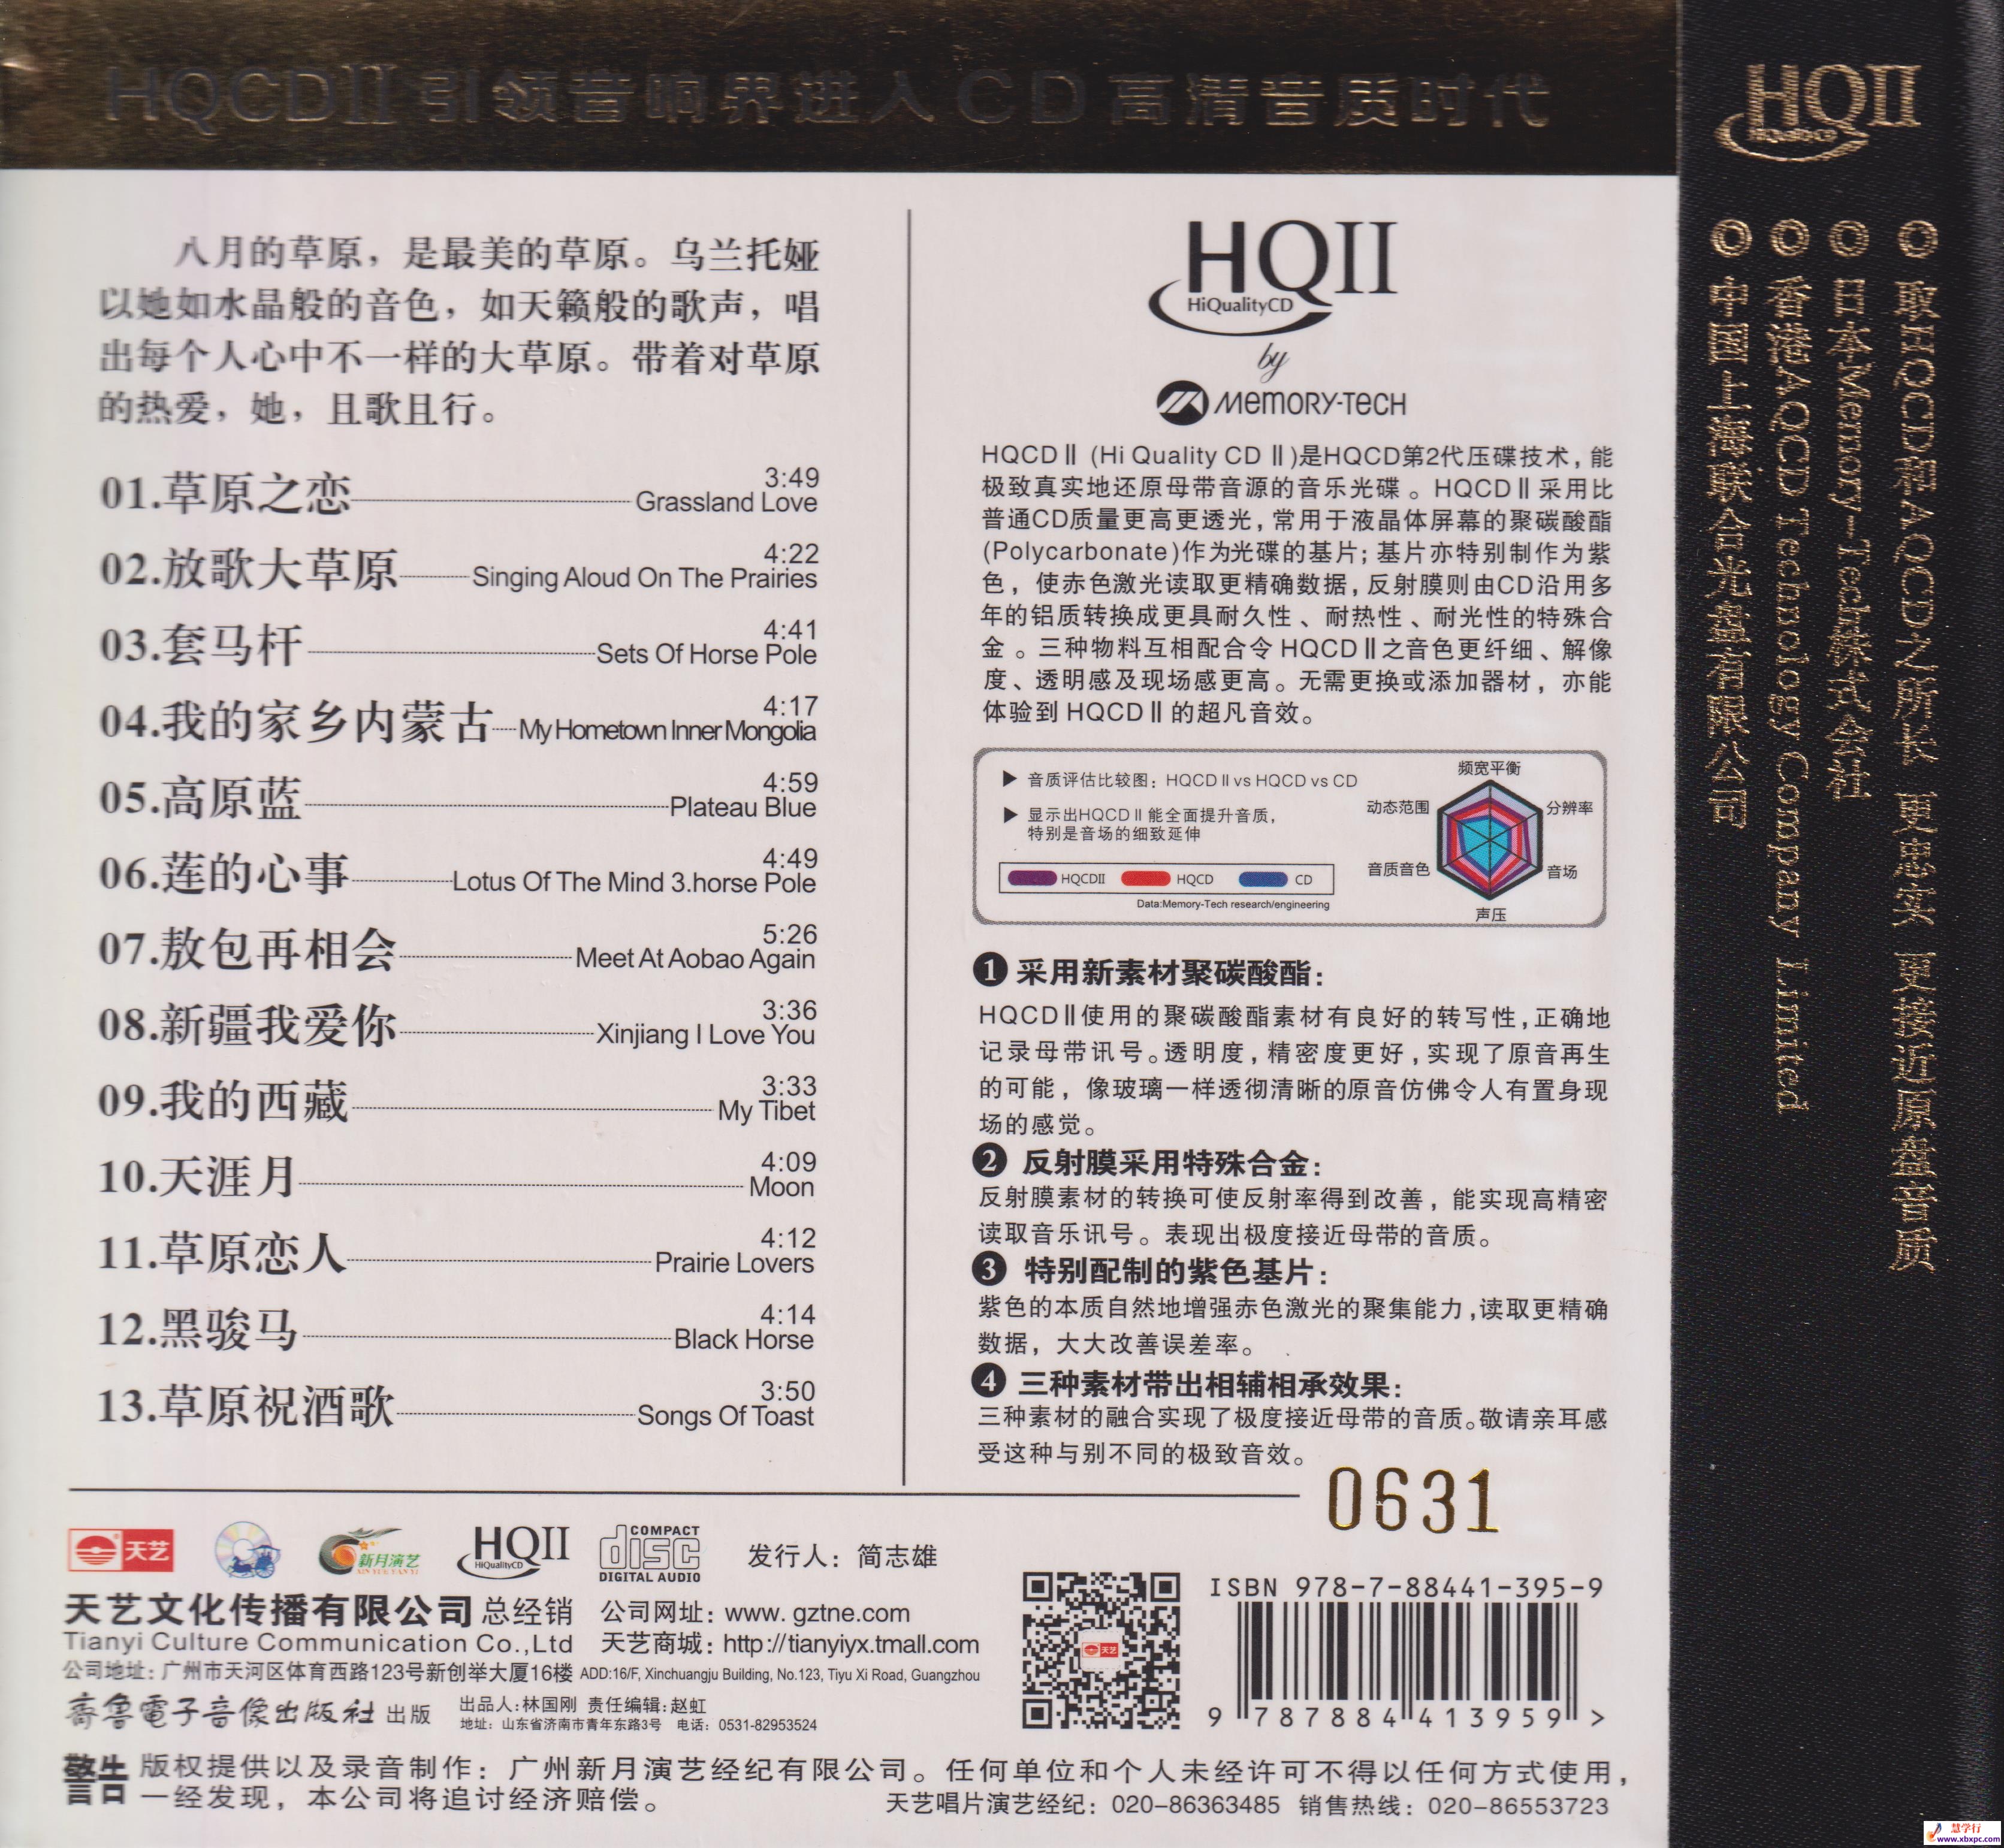 HQCDⅡ 引领音响界进入 CD 高清音质时代
八月的草原，是最美的草原。乌兰托娅
以她如水晶般的音色，如天籁般的歌声，唱
出每个人心中不一样的大草原。带着对草原
的热爱，她，且歌且行。
01.草原之恋 3:49
Grassland Love
02.放歌大草原 4:22
Singing Aloud On The Prairies
03.套马杆 4:41
Sets Of Horse Pole
04.我的家乡内蒙古 4:17
My Hometown Inner Mongolia
05.高原蓝 4:59
Plateau Blue
06.莲的心事 4:49
Lotus Of The Mind 3.horse Pole
07.敖包再相会 5:26
Meet At Aobao Again
08.新疆我爱你 3:36
Xinjiang I Love You
09.我的西藏 3:33
My Tibet
10.天涯月 4:09
Moon
11.草原恋人 4:12
Prairie Lovers
12.黑骏马 4:14
Black Horse
13.草原祝酒歌 3:50
Songs Of Toast
HQII
HiQualityCD
by
MEMORY-TECH
HQCDⅡ (Hi Quality CD Ⅱ)是HQCD第2代压碟技术，能
极致真实地还原母带音源的音乐光碟。HQCDⅡ采用比
普通CD质量更高更透光，常用于液晶体屏幕的聚碳酸酯
(Polycarbonate)作为光碟的基片；基片亦特别制作为紫
色，使赤色激光读取更精确数据，反射膜则由CD沿用多
年的铝质转换成更具耐久性、耐热性、耐光性的特殊合
金。三种物料互相配合令HQCDⅡ之音色更纤细、解像
度、透明感及现场感更高。无需更换或添加器材，亦能
体验到HQCDⅡ的超凡音效。
▶ 音质评估比较图：HQCDⅡ vs HQCD vs CD
▶ 显示出HQCDⅡ能全面提升音质，
特别是音场的细致延伸
HQCDII HQCD CD
Data:Memory-Tech research/engineering
频宽平衡
动态范围 分辨率
音质音色 音场
声压
❶ 采用新素材聚碳酸酯：
HQCDⅡ使用的聚碳酸酯素材有良好的转写性，正确地
记录母带讯号。透明度，精密度更好，实现了原音再生
的可能，像玻璃一样透彻清晰的原音仿佛令人有置身现
场的感觉。
❷ 反射膜采用特殊合金：
反射膜素材的转换可使反射率得到改善，能实现高精密
读取音乐讯号。表现出极度接近母带的音质。
❸ 特别配制的紫色基片：
紫色的本质自然地增强赤色激光的聚集能力，读取更精确
数据，大大改善误差率。
❹ 三种素材带出相辅相承效果：
三种素材的融合实现了极度接近母带的音质。敬请亲耳感
受这种与别不同的极致音效。
0631
天艺
新月演艺
XIN YUE YAN YI
HQII
HiQualityCD
COMPACT
disc
DIGITAL AUDIO
发行人：简志雄
天艺文化传播有限公司 总经销
Tianyi Culture Communication Co.,Ltd
公司网址：www. gztne.com
天艺商城：http://tianyiyx.tmall.com
公司地址：广州市天河区体育西路123号新创举大厦16楼 ADD:16/F, Xinchuangju Building, No.123, Tiyu Xi Road, Guangzhou
齊魯電子音像出版社 出版
出品人：林国刚 责任编辑：赵虹
地址：山东省济南市青年东路3号 电话：0531-82953524
天艺
ISBN 978-7-88441-395-9
9 787884 413959 >
警告 版权提供以及录音制作：广州新月演艺经纪有限公司。任何单位和个人未经许可不得以任何方式使用，
一经发现，本公司将追讨经济赔偿。
天艺唱片演艺经纪：020-86363485 销售热线：020-86553723
HQII
HiQualityCD
◎ 取HQCD和AQCD之所长 更忠实 更接近原盘音质
◎ 日本Memory-Tech株式会社
◎ 香港AQCD Technology Company Limited
◎ 中国上海联合光盘有限公司
慧学行
www.xbxpc.com